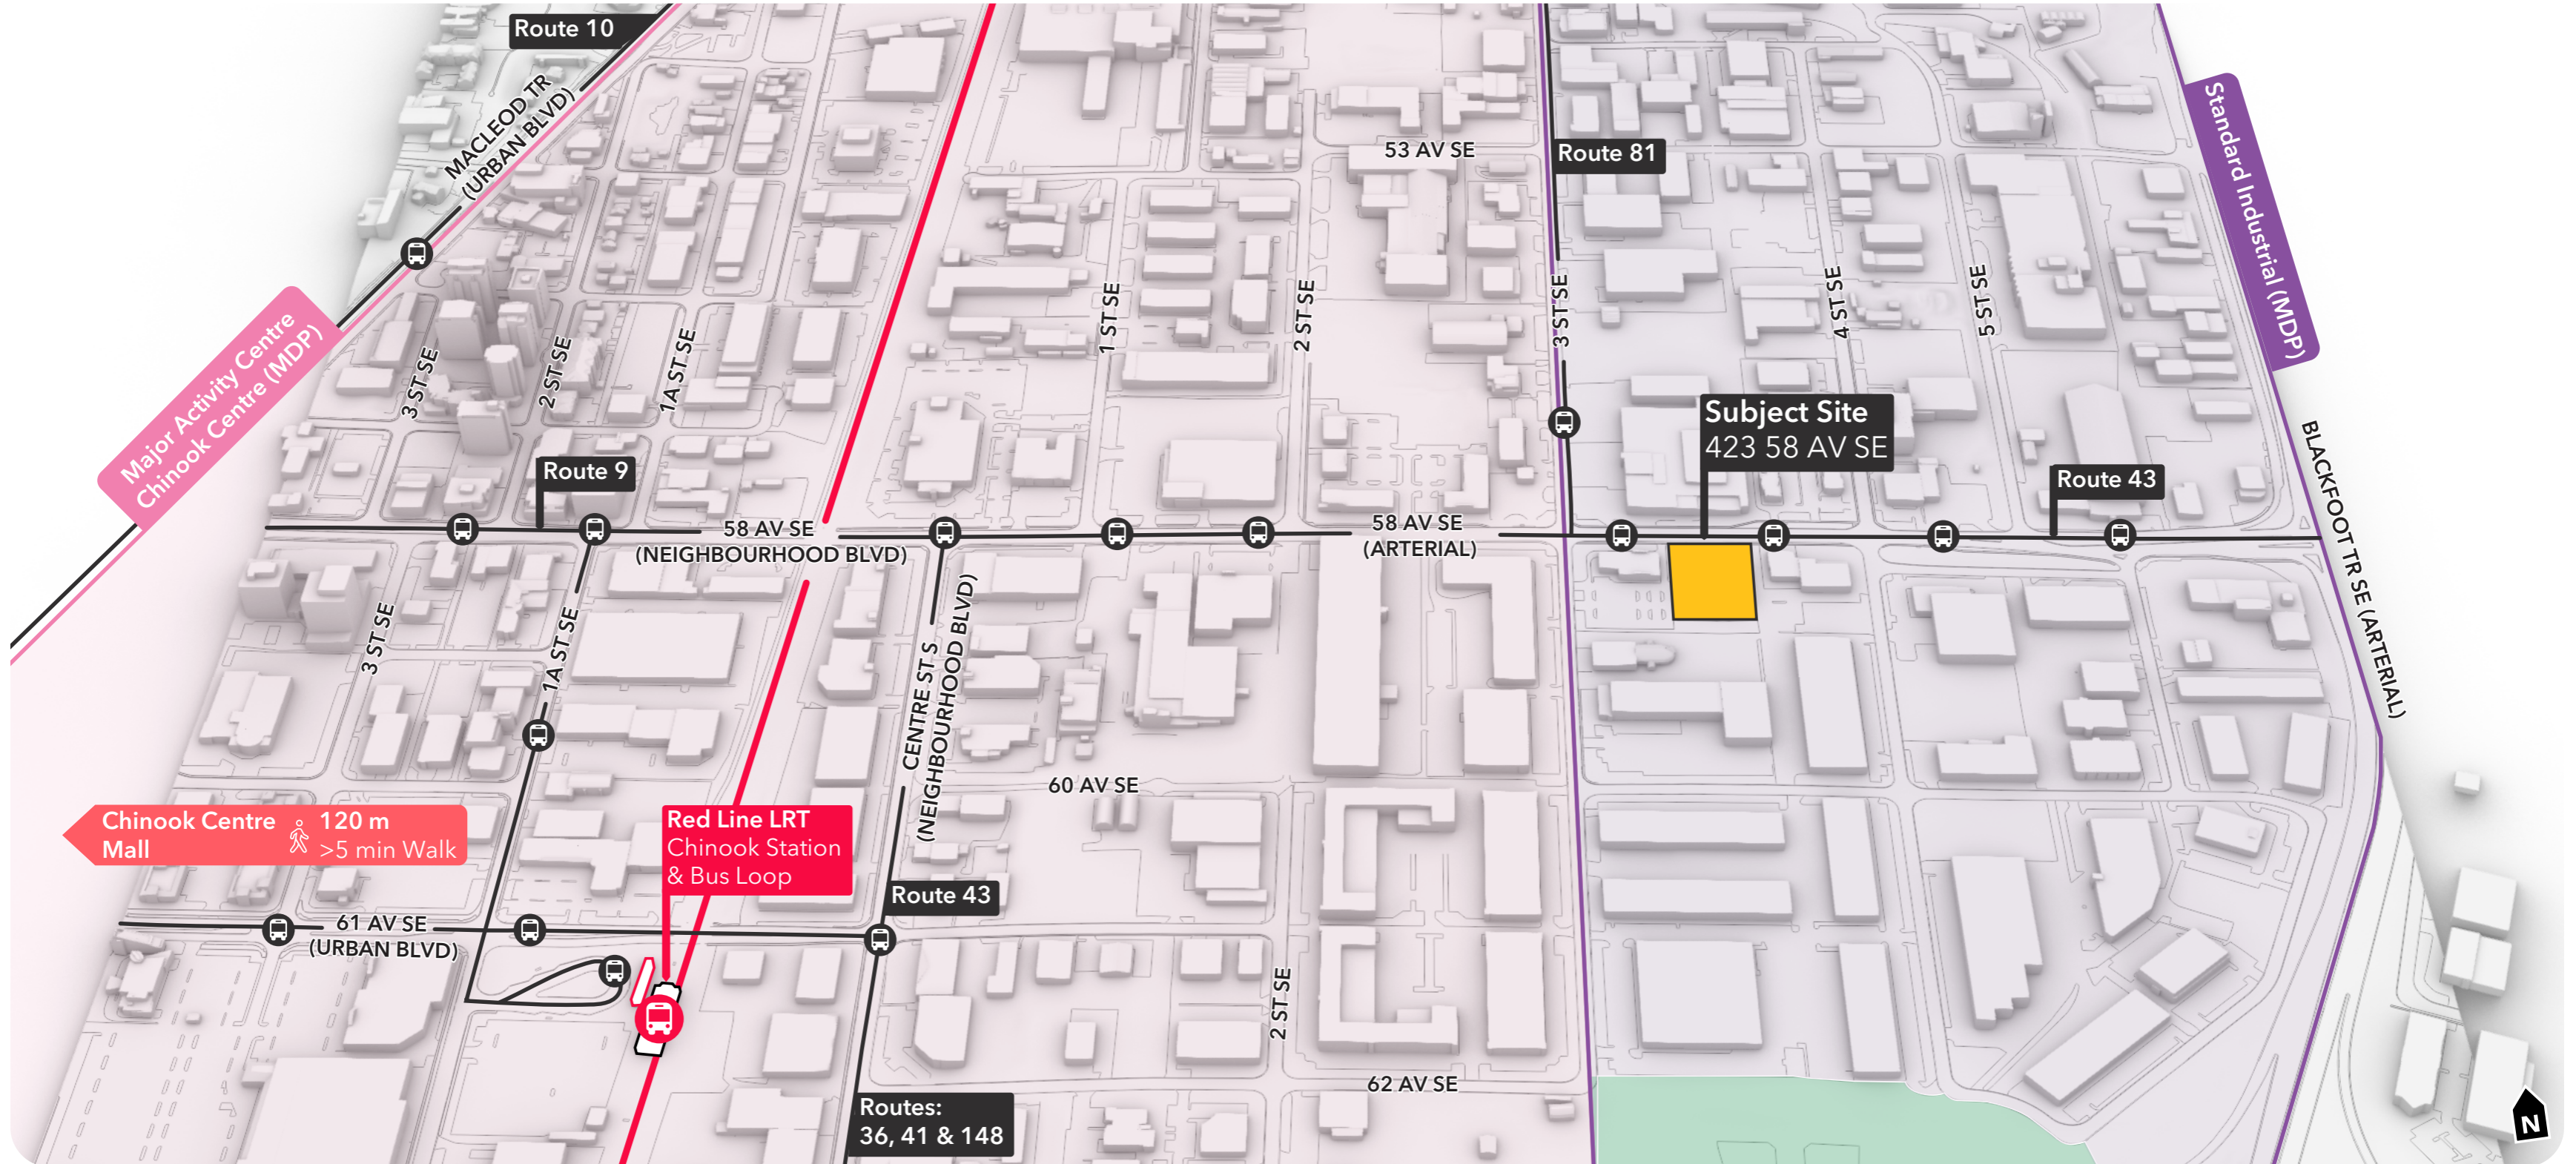 Route 10
MACLEOD TR
(URBAN BLVD)
Standard Industrial (MDP)
53 AV SE
Route 81
Major Activity Centre
Chinook Centre (MDP)
3 ST SE
2 ST SE
1A ST SE
1 ST SE
2 ST SE
3 ST SE
4 ST SE
5 ST SE
Subject Site
423 58 AV SE
Route 9
Route 43
58 AV SE
(NEIGHBOURHOOD BLVD)
58 AV SE
(ARTERIAL)
BLACKFOOT TR SE (ARTERIAL)
3 ST SE
1A ST SE
CENTRE ST S
(NEIGHBOURHOOD BLVD)
60 AV SE
Chinook Centre
Mall
120 m
>5 min Walk
Red Line LRT
Chinook Station
& Bus Loop
Route 43
61 AV SE
(URBAN BLVD)
2 ST SE
62 AV SE
Routes:
36, 41 & 148
N